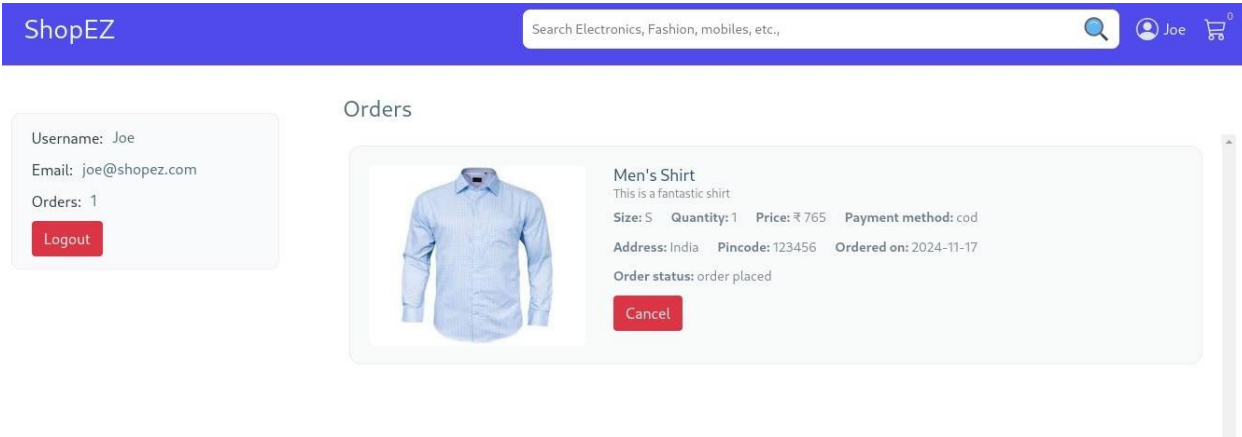 ShopEZ
Search Electronics, Fashion, mobiles, etc.,
Joe
0
Username: Joe
Email: joe@shopez.com
Orders: 1
Logout
Orders
Men's Shirt
This is a fantastic shirt
Size: S Quantity: 1 Price: ₹ 765 Payment method: cod
Address: India Pincode: 123456 Ordered on: 2024-11-17
Order status: order placed
Cancel